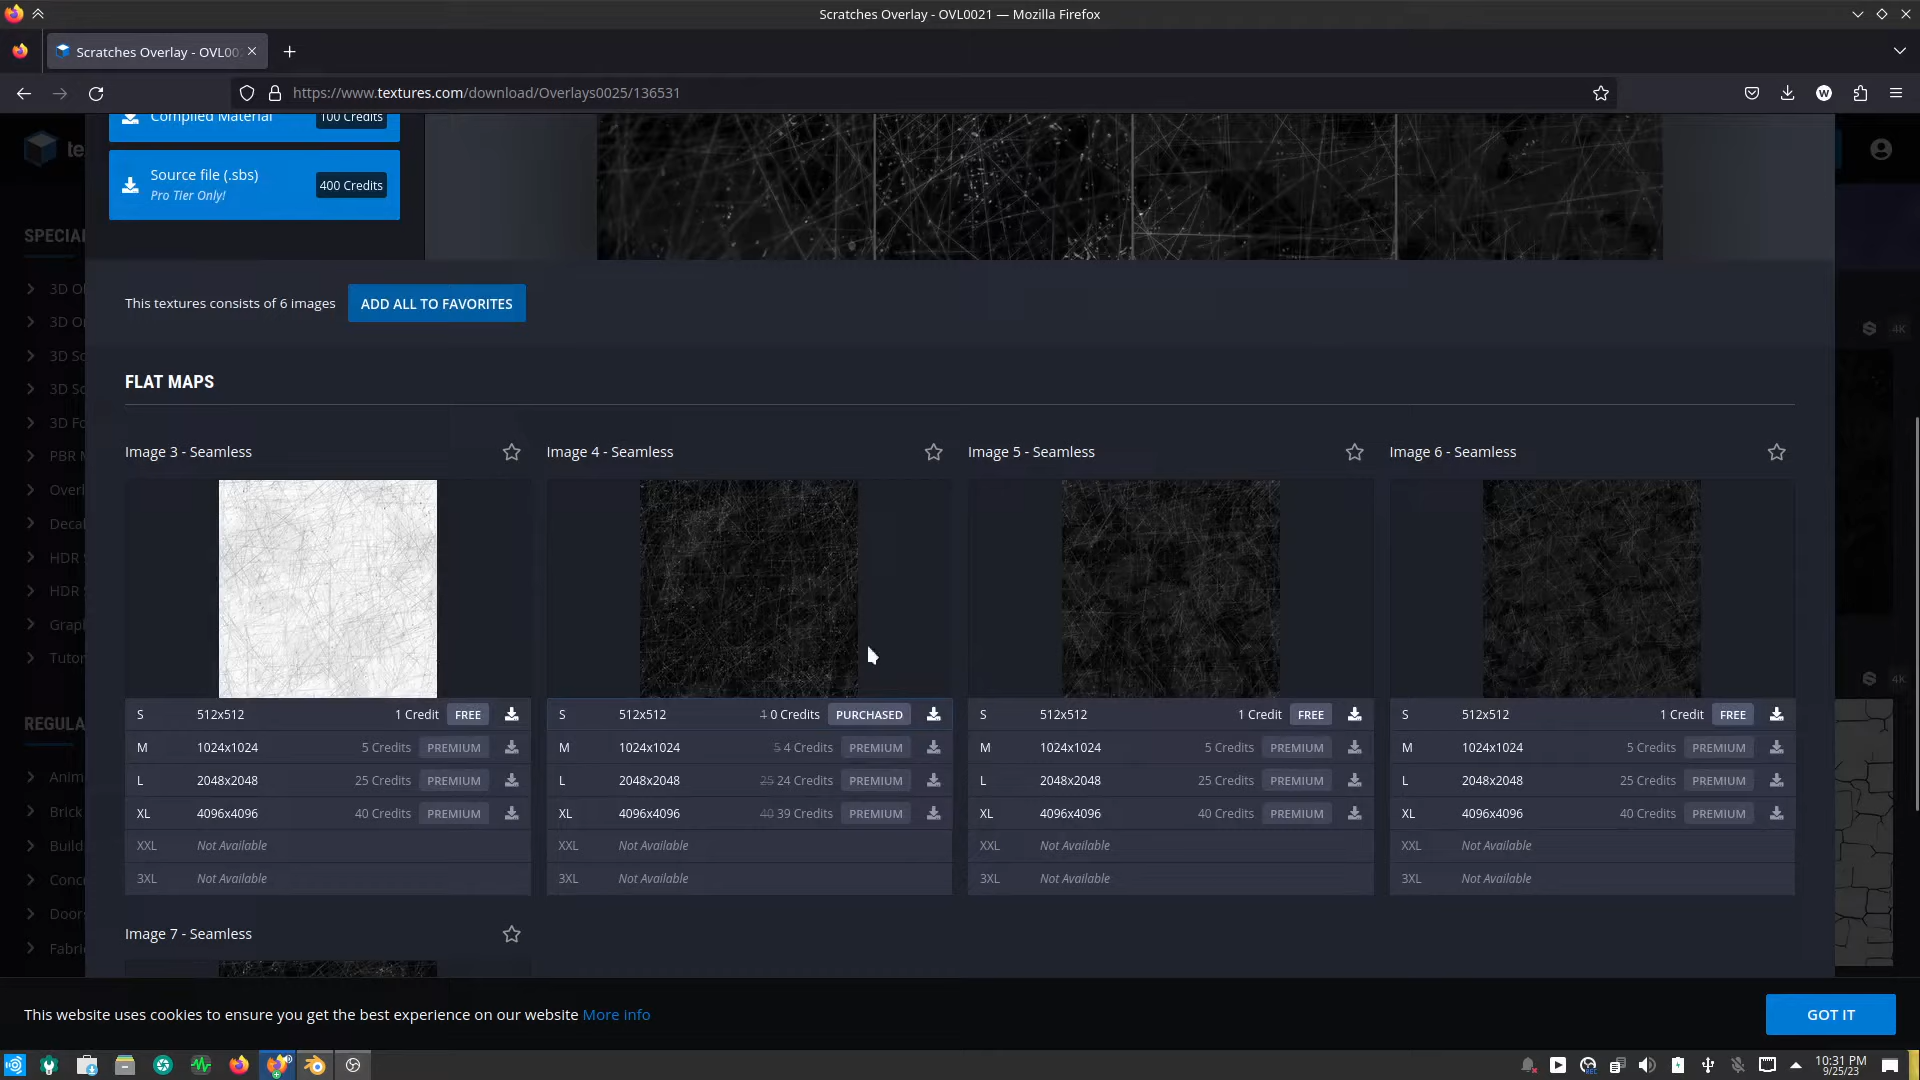 Scratches Overlay - OVL0021 — Mozilla Firefox
Scratches Overlay - OVL00
https://www.textures.com/download/Overlays0025/136531
Compiled Material 100 Credits
te
Source file (.sbs) 400 Credits
Pro Tier Only!
SPECIAL
3D O
3D O
3D Sc
3D Sc
3D Fo
PBR M
Overl
Decal
HDR S
HDR
Grap
Tutor
REGULA
Anim
Brick
Build
Conc
Door
Fabri
4K
4K
This textures consists of 6 images ADD ALL TO FAVORITES
FLAT MAPS
Image 3 - Seamless
S 512x512 1 Credit FREE
M 1024x1024 5 Credits PREMIUM
L 2048x2048 25 Credits PREMIUM
XL 4096x4096 40 Credits PREMIUM
XXL Not Available
3XL Not Available
Image 4 - Seamless
S 512x512 1 0 Credits PURCHASED
M 1024x1024 5 4 Credits PREMIUM
L 2048x2048 25 24 Credits PREMIUM
XL 4096x4096 40 39 Credits PREMIUM
XXL Not Available
3XL Not Available
Image 5 - Seamless
S 512x512 1 Credit FREE
M 1024x1024 5 Credits PREMIUM
L 2048x2048 25 Credits PREMIUM
XL 4096x4096 40 Credits PREMIUM
XXL Not Available
3XL Not Available
Image 6 - Seamless
S 512x512 1 Credit FREE
M 1024x1024 5 Credits PREMIUM
L 2048x2048 25 Credits PREMIUM
XL 4096x4096 40 Credits PREMIUM
XXL Not Available
3XL Not Available
Image 7 - Seamless
This website uses cookies to ensure you get the best experience on our website More info
GOT IT
10:31 PM
9/25/23